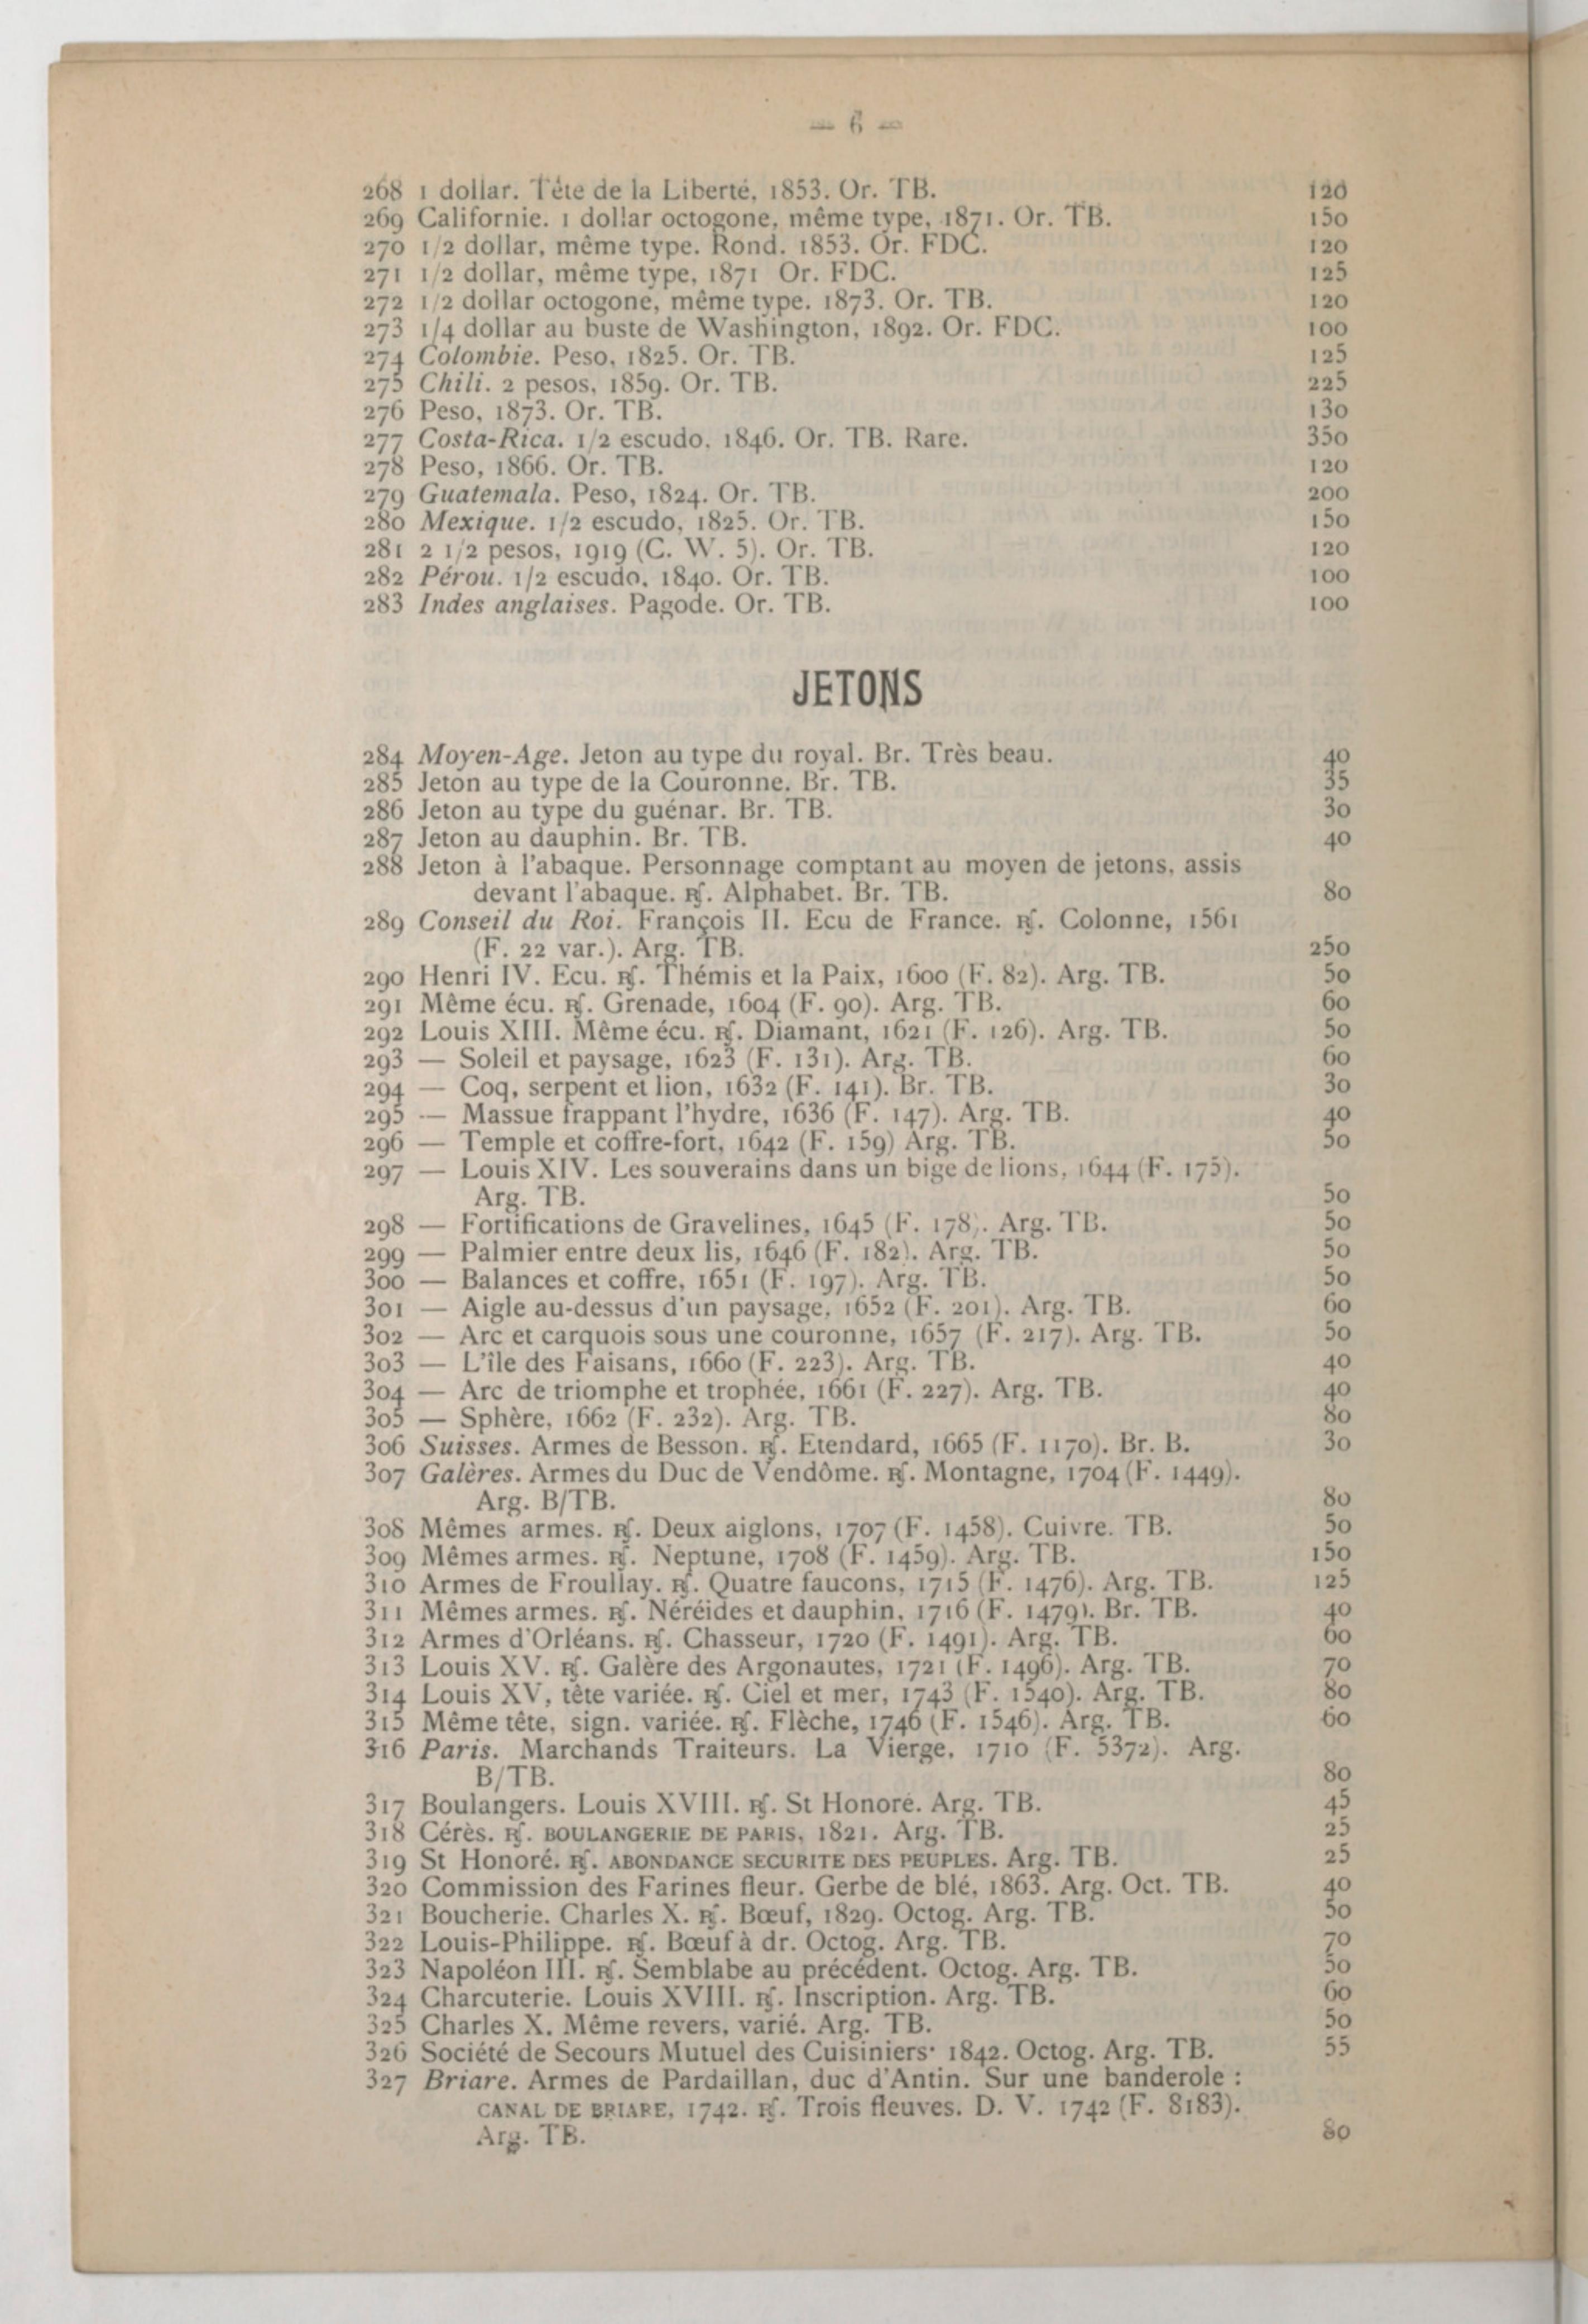 — 6 —
268 1 dollar. Tête de la Liberté, 1853. Or. TB. 120
269 Californie. 1 dollar octogone, même type, 1871. Or. TB. 150
270 1/2 dollar, même type. Rond. 1853. Or. FDC. 120
271 1/2 dollar, même type, 1871 Or. FDC. 125
272 1/2 dollar octogone, même type. 1873. Or. TB. 120
273 1/4 dollar au buste de Washington, 1892. Or. FDC. 100
274 Colombie. Peso, 1825. Or. TB. 125
275 Chili. 2 pesos, 1859. Or. TB. 225
276 Peso, 1873. Or. TB. 130
277 Costa-Rica. 1/2 escudo, 1846. Or. TB. Rare. 350
278 Peso, 1866. Or. TB. 120
279 Guatemala. Peso, 1824. Or. TB. 200
280 Mexique. 1/2 escudo, 1825. Or. TB. 150
281 2 1/2 pesos, 1919 (C. W. 5). Or. TB. 120
282 Pérou. 1/2 escudo, 1840. Or. TB. 100
283 Indes anglaises. Pagode. Or. TB. 100
JETONS
284 Moyen-Age. Jeton au type du royal. Br. Très beau. 40
285 Jeton au type de la Couronne. Br. TB. 35
286 Jeton au type du guénar. Br. TB. 30
287 Jeton au dauphin. Br. TB. 40
288 Jeton à l'abaque. Personnage comptant au moyen de jetons, assis
devant l'abaque. ℟. Alphabet. Br. TB. 80
289 Conseil du Roi. François II. Ecu de France. ℟. Colonne, 1561
(F. 22 var.). Arg. TB. 250
290 Henri IV. Ecu. ℟. Thémis et la Paix, 1600 (F. 82). Arg. TB. 50
291 Même écu. ℟. Grenade, 1604 (F. 90). Arg. TB. 60
292 Louis XIII. Même écu. ℟. Diamant, 1621 (F. 126). Arg. TB. 50
293 — Soleil et paysage, 1623 (F. 131). Arg. TB. 60
294 — Coq, serpent et lion, 1632 (F. 141). Br. TB. 30
295 — Massue frappant l'hydre, 1636 (F. 147). Arg. TB. 40
296 — Temple et coffre-fort, 1642 (F. 159) Arg. TB. 50
297 — Louis XIV. Les souverains dans un bige de lions, 1644 (F. 175).
Arg. TB. 50
298 — Fortifications de Gravelines, 1645 (F. 178). Arg. TB. 50
299 — Palmier entre deux lis, 1646 (F. 182). Arg. TB. 50
300 — Balances et coffre, 1651 (F. 197). Arg. TB. 50
301 — Aigle au-dessus d'un paysage, 1652 (F. 201). Arg. TB. 60
302 — Arc et carquois sous une couronne, 1657 (F. 217). Arg. TB. 50
303 — L'île des Faisans, 1660 (F. 223). Arg. TB. 40
304 — Arc de triomphe et trophée, 1661 (F. 227). Arg. TB. 40
305 — Sphère, 1662 (F. 232). Arg. TB. 80
306 Suisses. Armes de Besson. ℟. Etendard, 1665 (F. 1170). Br. B. 30
307 Galères. Armes du Duc de Vendôme. ℟. Montagne, 1704 (F. 1449).
Arg. B/TB. 80
308 Mêmes armes. ℟. Deux aiglons, 1707 (F. 1458). Cuivre. TB. 50
309 Mêmes armes. ℟. Neptune, 1708 (F. 1459). Arg. TB. 150
310 Armes de Froullay. ℟. Quatre faucons, 1715 (F. 1476). Arg. TB. 125
311 Mêmes armes. ℟. Néréides et dauphin, 1716 (F. 1479). Br. TB. 40
312 Armes d'Orléans. ℟. Chasseur, 1720 (F. 1491). Arg. TB. 60
313 Louis XV. ℟. Galère des Argonautes, 1721 (F. 1496). Arg. TB. 70
314 Louis XV, tête variée. ℟. Ciel et mer, 1743 (F. 1540). Arg. TB. 80
315 Même tête, sign. variée. ℟. Flèche, 1746 (F. 1546). Arg. TB. 60
316 Paris. Marchands Traiteurs. La Vierge, 1710 (F. 5372). Arg.
B/TB. 80
317 Boulangers. Louis XVIII. ℟. St Honoré. Arg. TB. 45
318 Cérès. ℟. BOULANGERIE DE PARIS, 1821. Arg. TB. 25
319 St Honoré. ℟. ABONDANCE SECURITE DES PEUPLES. Arg. TB. 25
320 Commission des Farines fleur. Gerbe de blé, 1863. Arg. Oct. TB. 40
321 Boucherie. Charles X. ℟. Bœuf, 1829. Octog. Arg. TB. 50
322 Louis-Philippe. ℟. Bœuf à dr. Octog. Arg. TB. 70
323 Napoléon III. ℟. Semblabe au précédent. Octog. Arg. TB. 50
324 Charcuterie. Louis XVIII. ℟. Inscription. Arg. TB. 60
325 Charles X. Même revers, varié. Arg. TB. 50
326 Société de Secours Mutuel des Cuisiniers· 1842. Octog. Arg. TB. 55
327 Briare. Armes de Pardaillan, duc d'Antin. Sur une banderole :
CANAL DE BRIARE, 1742. ℟. Trois fleuves. D. V. 1742 (F. 8183).
Arg. TB. 80